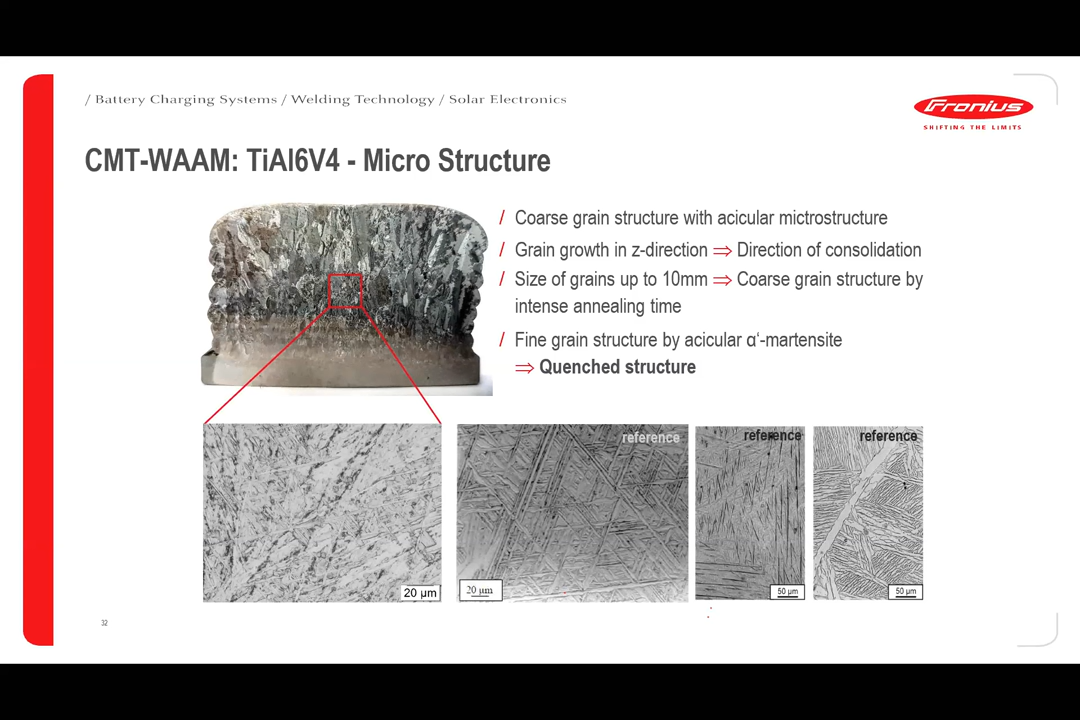 / Battery Charging Systems / Welding Technology / Solar Electronics
Fronius
SHIFTING THE LIMITS
CMT-WAAM: TiAl6V4 - Micro Structure
/ Coarse grain structure with acicular mictrostructure
/ Grain growth in z-direction ⇒ Direction of consolidation
/ Size of grains up to 10mm ⇒ Coarse grain structure by
intense annealing time
/ Fine grain structure by acicular α‘-martensite
⇒ Quenched structure
reference
reference
reference
20 µm
20 µm
50 µm
50 µm
32